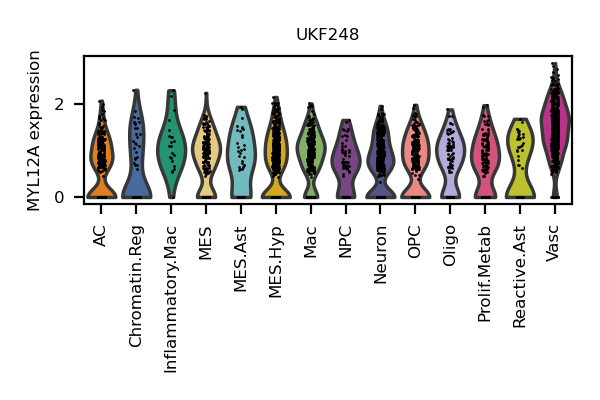 UKF248
MYL12A expression
2
0
AC
Chromatin.Reg
Inflammatory.Mac
MES
MES.Ast
MES.Hyp
Mac
NPC
Neuron
OPC
Oligo
Prolif.Metab
Reactive.Ast
Vasc